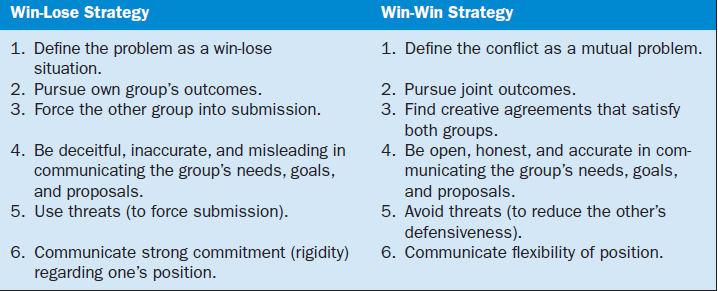 Win-Lose Strategy
Win-Win Strategy
1. Define the problem as a win-lose
situation.
1. Define the conflict as a mutual problem.
2. Pursue own group's outcomes.
2. Pursue joint outcomes.
3. Force the other group into submission.
3. Find creative agreements that satisfy
both groups.
4. Be deceitful, inaccurate, and misleading in
communicating the group's needs, goals,
and proposals.
4. Be open, honest, and accurate in com-
municating the group's needs, goals,
and proposals.
5. Use threats (to force submission).
5. Avoid threats (to reduce the other's
defensiveness).
6. Communicate strong commitment (rigidity)
regarding one's position.
6. Communicate flexibility of position.